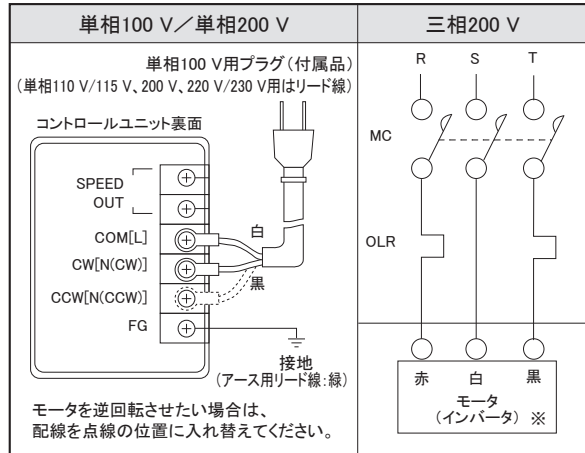 単相100 V／単相200 V
三相200 V
単相100 V用プラグ(付属品)
(単相110 V/115 V、200 V、220 V/230 V用はリード線)
コントロールユニット裏面
SPEED
OUT
COM[L]
CW[N(CW)]
CCW[N(CCW)]
FG
白
黒
接地
(アース用リード線:緑)
モータを逆回転させたい場合は、
配線を点線の位置に入れ替えてください。
R S T
MC
OLR
赤 白 黒
モータ
(インバータ) ※